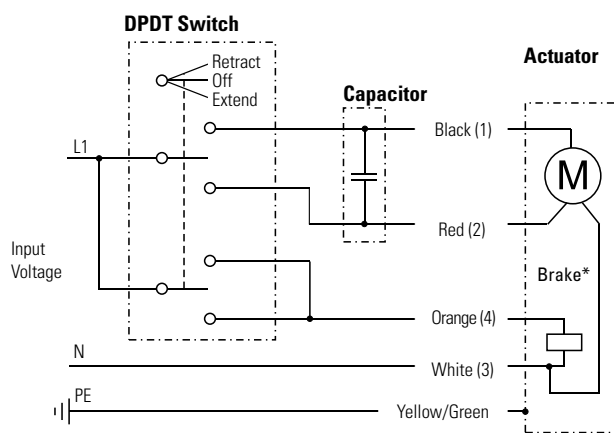 DPDT Switch
Retract
Off
Extend
Actuator
Capacitor
L1
Black (1)
M
Red (2)
Input
Voltage
Brake*
Orange (4)
N
White (3)
PE
Yellow/Green